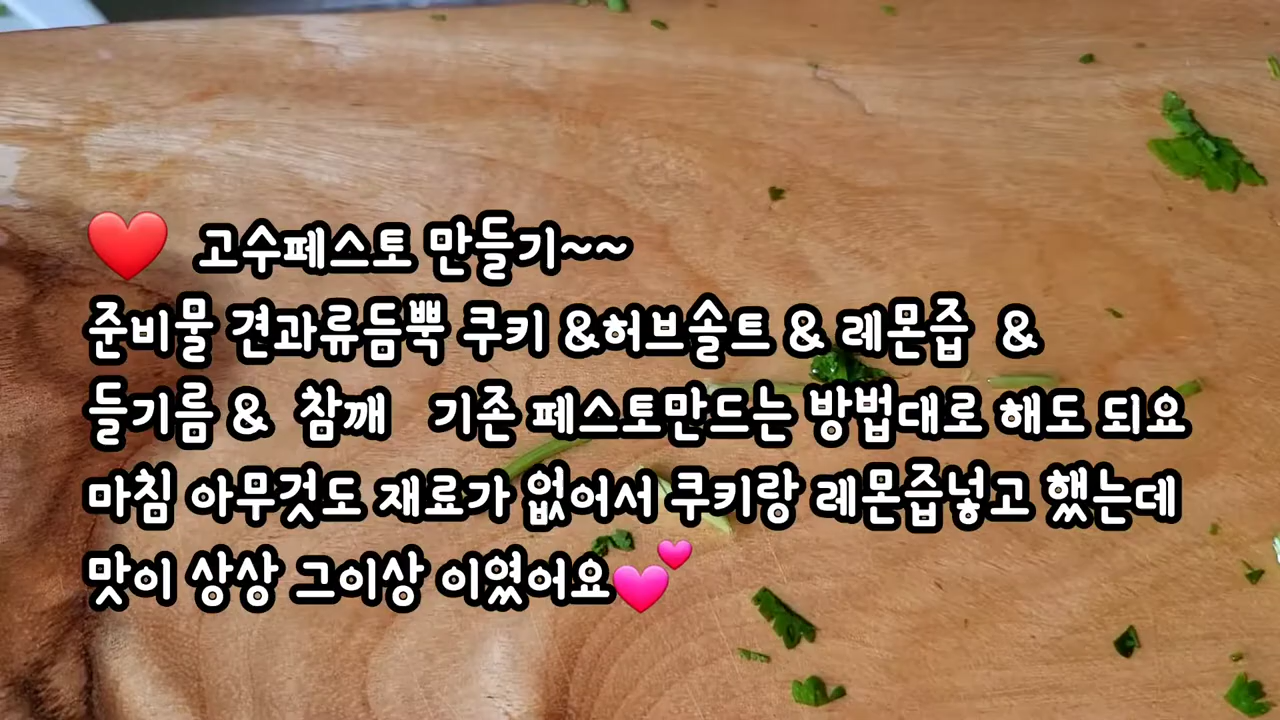 ❤️ 고수페스토 만들기~~
준비물 견과류듬뿍 쿠키 &허브솔트 & 레몬즙 &
들기름 & 참깨 기존 페스토만드는 방법대로 해도 되요
마침 아무것도 재료가 없어서 쿠키랑 레몬즙넣고 했는데
맛이 상상 그이상 이였어요💕